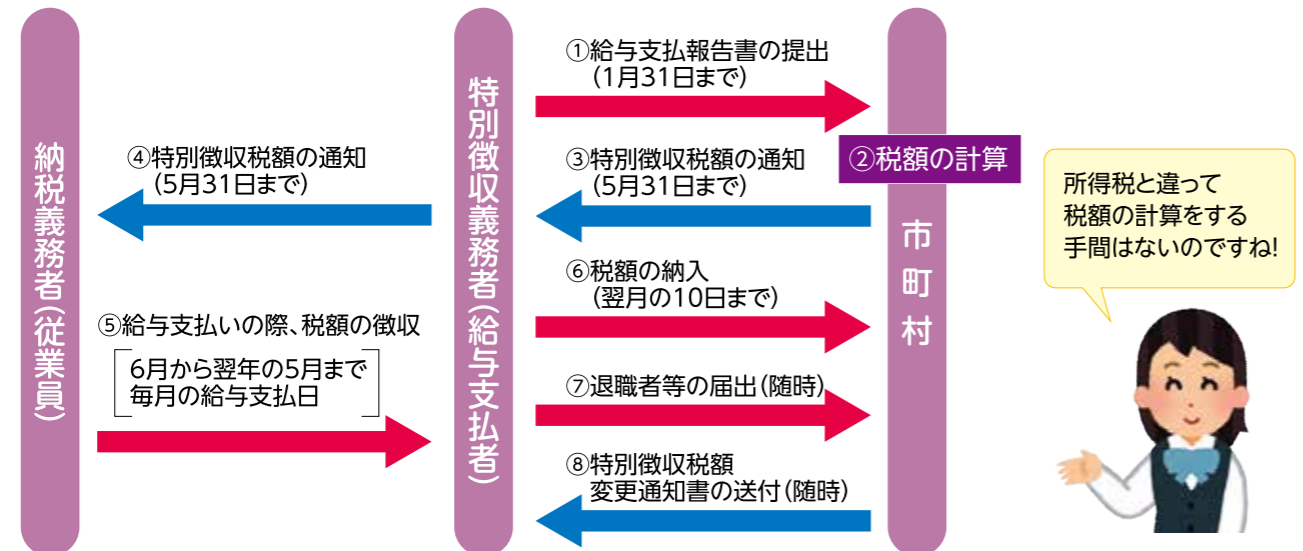 納税義務者(従業員)
特別徴収義務者(給与支払者)
市町村
①給与支払報告書の提出
(1月31日まで)
②税額の計算
③特別徴収税額の通知
(5月31日まで)
④特別徴収税額の通知
(5月31日まで)
⑤給与支払いの際、税額の徴収
6月から翌年の5月まで
毎月の給与支払日
⑥税額の納入
(翌月の10日まで)
⑦退職者等の届出(随時)
⑧特別徴収税額
変更通知書の送付(随時)
所得税と違って
税額の計算をする
手間はないのですね!